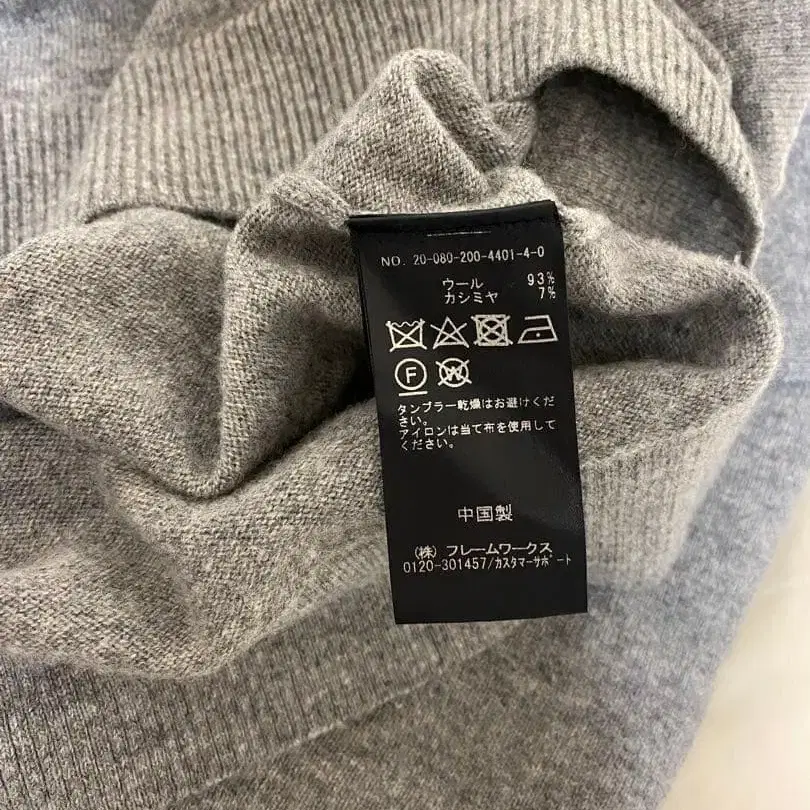 NO. 20-080-200-4401-4-0
ウール 93%
カシミヤ 7%
F W
タンブラー乾燥はお避けくだ
さい。
アイロンは当て布を使用して
ください。
中国製
(株) フレームワークス
0120-301457/カスタマーサポート